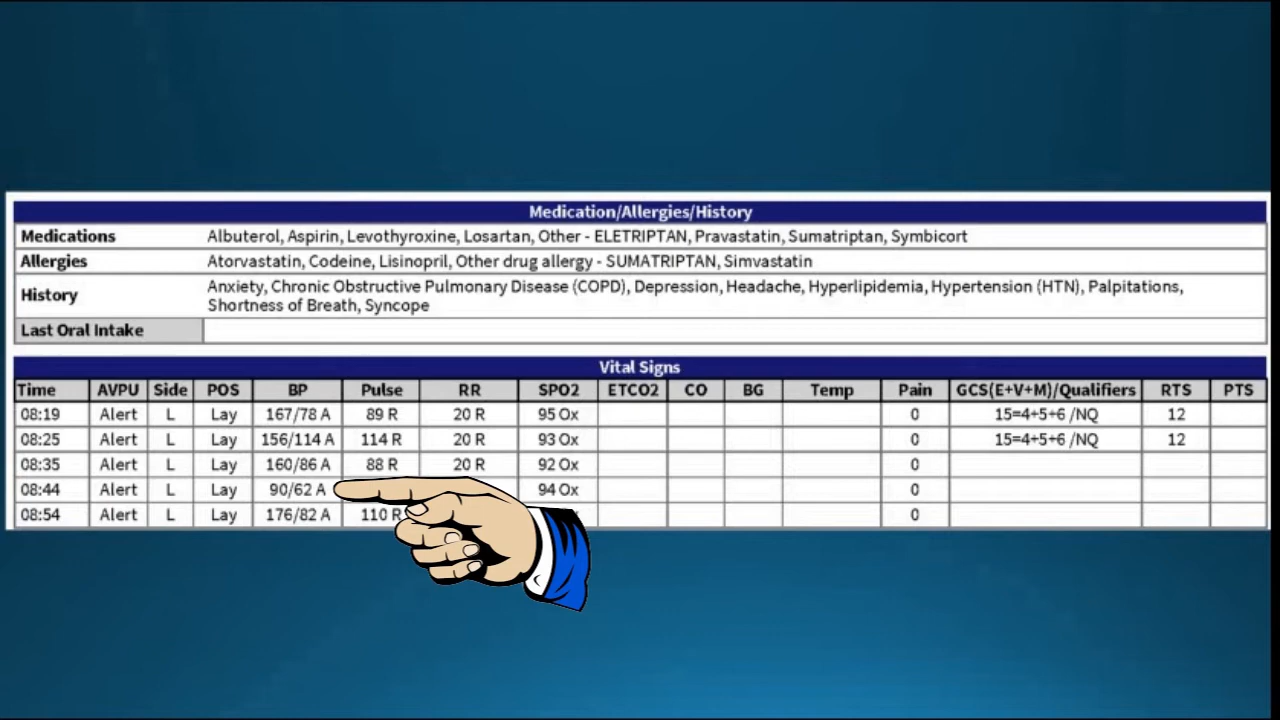 Medication/Allergies/History
Medications Albuterol, Aspirin, Levothyroxine, Losartan, Other - ELETRIPTAN, Pravastatin, Sumatriptan, Symbicort
Allergies Atorvastatin, Codeine, Lisinopril, Other drug allergy - SUMATRIPTAN, Simvastatin
History Anxiety, Chronic Obstructive Pulmonary Disease (COPD), Depression, Headache, Hyperlipidemia, Hypertension (HTN), Palpitations,
Shortness of Breath, Syncope
Last Oral Intake
Vital Signs
Time AVPU Side POS BP Pulse RR SPO2 ETCO2 CO BG Temp Pain GCS(E+V+M)/Qualifiers RTS PTS
08:19 Alert L Lay 167/78 A 89 R 20 R 95 Ox 0 15=4+5+6 /NQ 12
08:25 Alert L Lay 156/114 A 114 R 20 R 93 Ox 0 15=4+5+6 /NQ 12
08:35 Alert L Lay 160/86 A 88 R 20 R 92 Ox 0
08:44 Alert L Lay 90/62 A 94 Ox 0
08:54 Alert L Lay 176/82 A 110 R 0